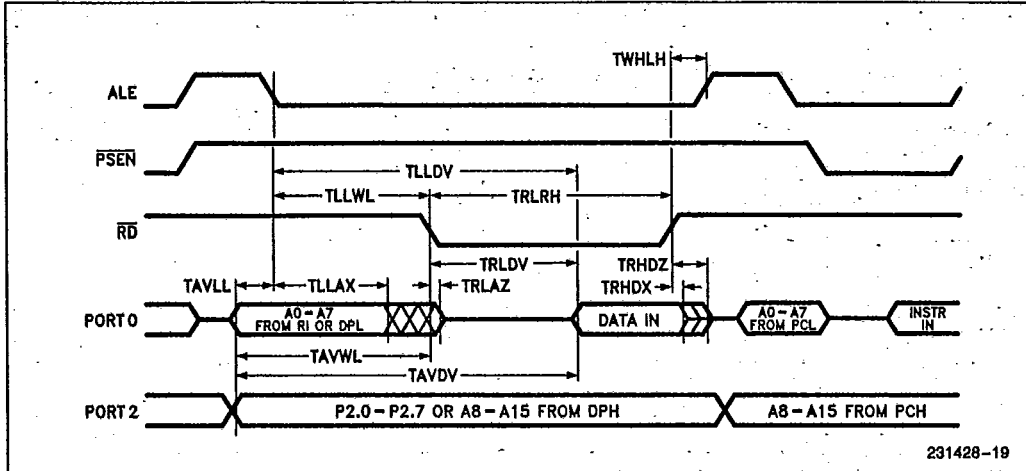 TWHLH
ALE
PSEN
TLLDV
TLLWL
TRLRH
RD
TRLDV
TRHDZ
TAVLL
TLLAX
TRLAZ
TRHDX
PORT 0
A0-A7
FROM RI OR DPL
DATA IN
A0-A7
FROM PCL
INSTR
IN
TAVWL
TAVDV
PORT 2
P2.0-P2.7 OR A8-A15 FROM DPH
A8-A15 FROM PCH
231428-19